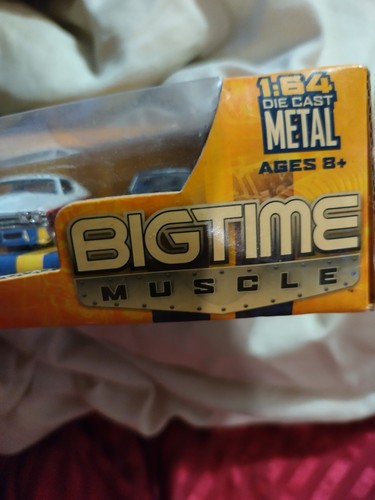 1:64
DIE CAST
METAL
AGES 8+
BIGTIME
MUSCLE